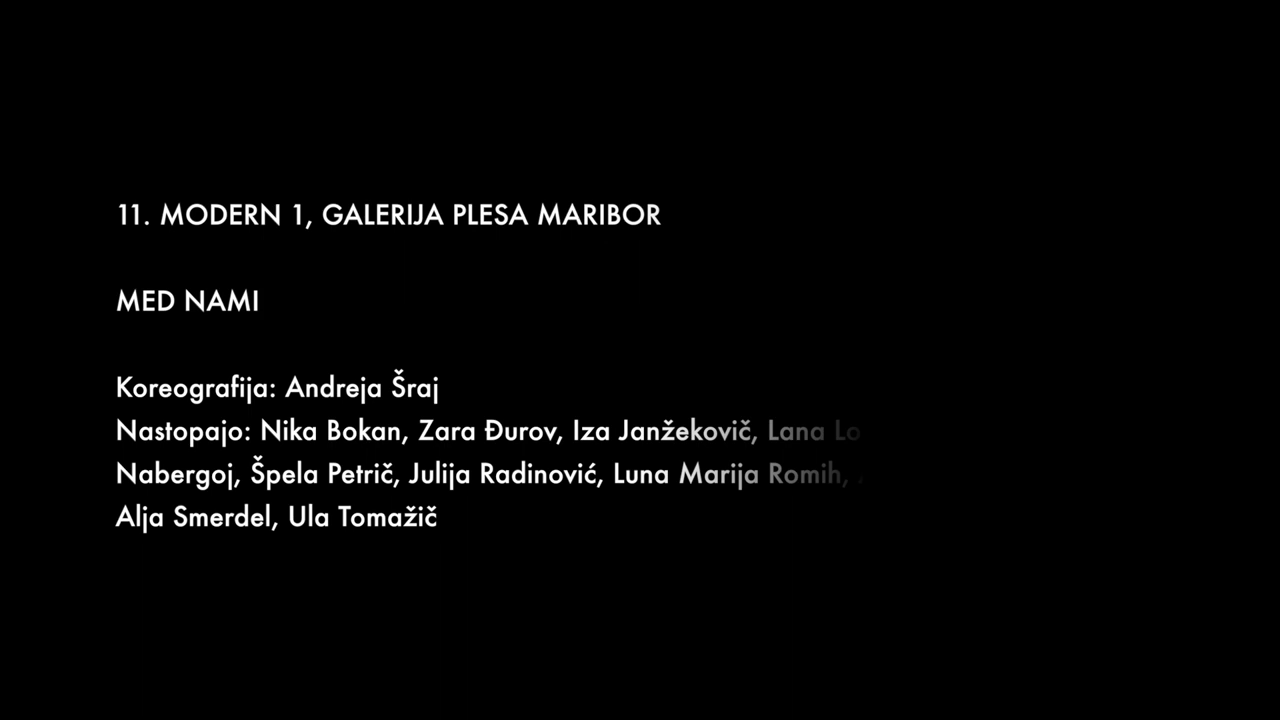 11. MODERN 1, GALERIJA PLESA MARIBOR
MED NAMI
Koreografija: Andreja Šraj
Nastopajo: Nika Bokan, Zara Đurov, Iza Janžekovič, Lana
Nabergoj, Špela Petrič, Julija Radinović, Luna Marija Romih,
Alja Smerdel, Ula Tomažič